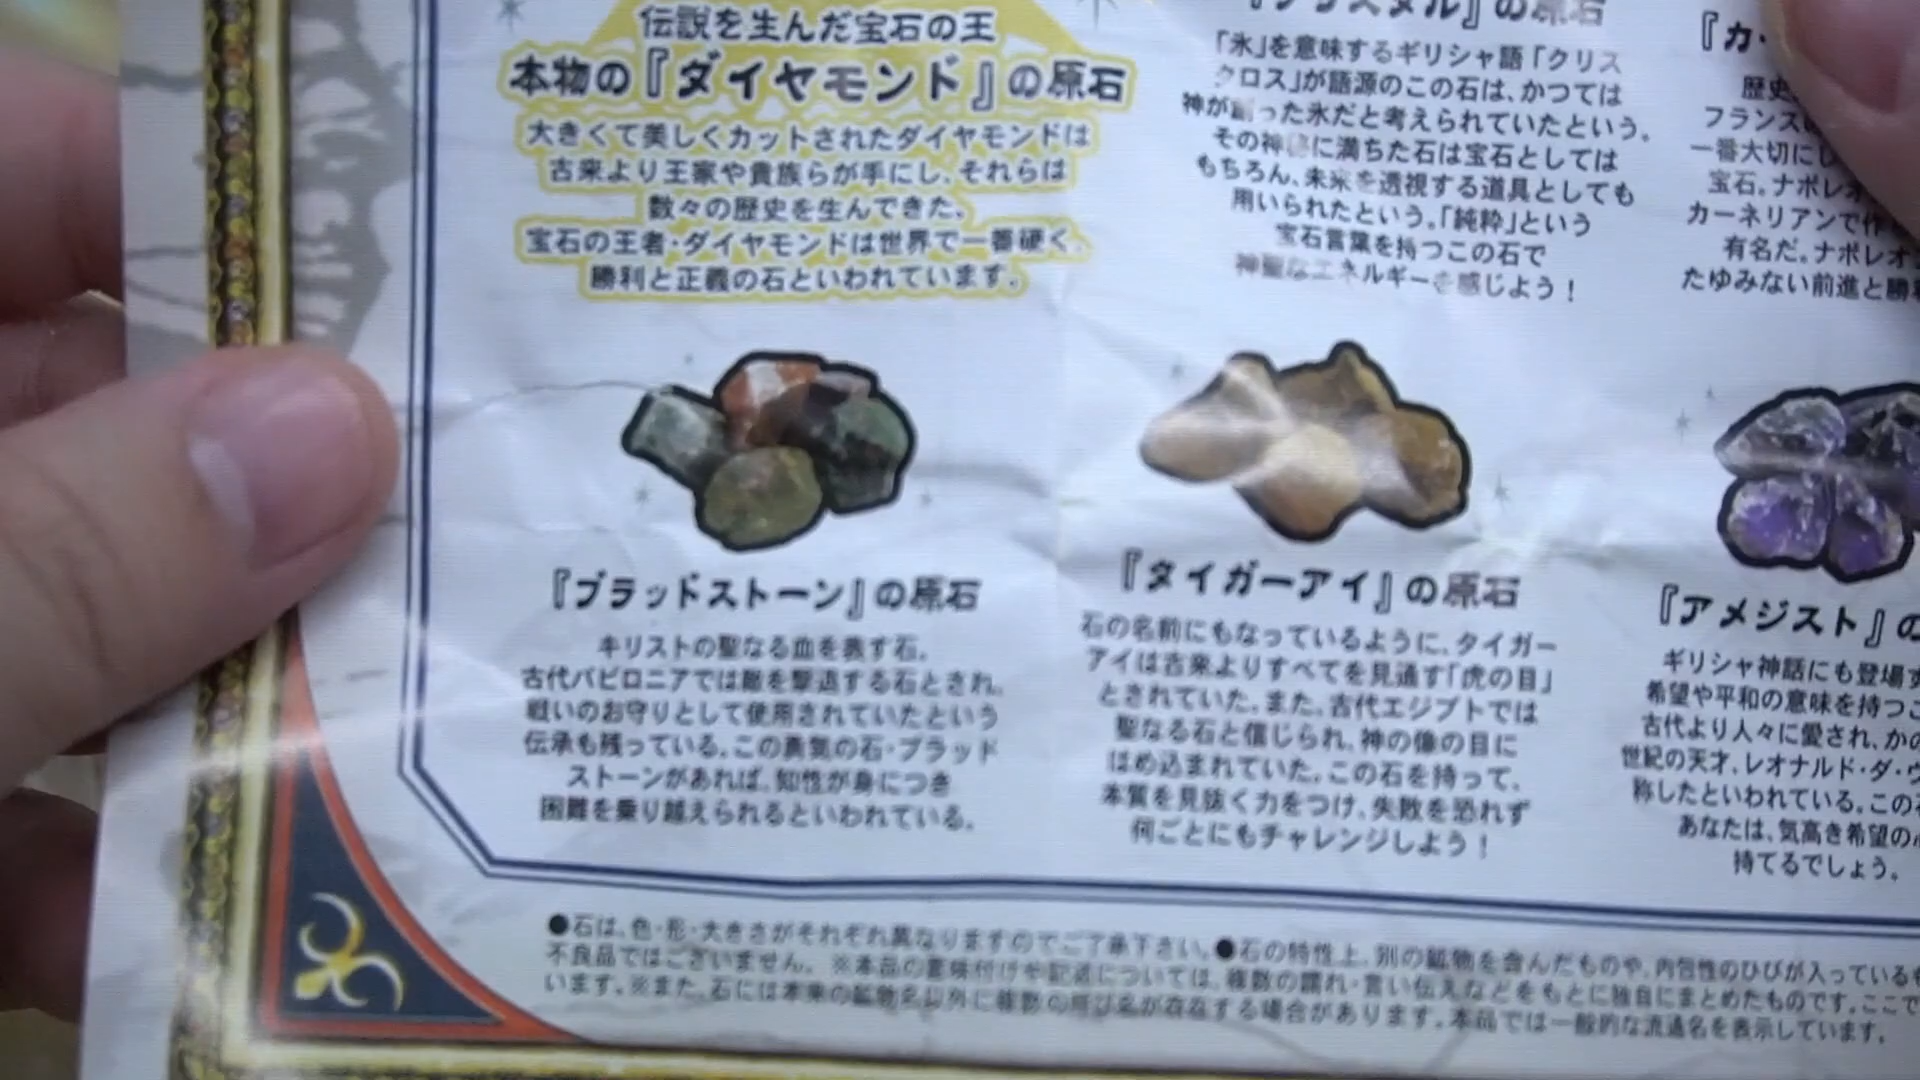 伝説を生んだ宝石の王
本物の『ダイヤモンド』の原石
大きくて美しくカットされたダイヤモンドは
古来より王家や貴族らが手にし、それらは
数々の歴史を生んできた。
宝石の王者・ダイヤモンドは世界で一番硬く、
勝利と正義の石といわれています。
『クリスタル』の原石
「氷」を意味するギリシャ語「クリス
クロス」が語源のこの石は、かつては
神が創った氷だと考えられていたという。
その神に満ちた石は宝石としては
もちろん、未来を透視する道具としても
用いられたという。「純粋」という
宝石言葉を持つこの石で
神聖なエネルギーを感じよう！
『カ
歴史
フランス
一番大切にし
宝石。ナポレオ
カーネリアンで作
有名だ。ナポレオ
たゆみない前進と勝
『ブラッドストーン』の原石
キリストの聖なる血を表す石。
古代バビロニアでは敵を撃退する石とされ、
戦いのお守りとして使用されていたという
伝承も残っている。この勇気の石・ブラッド
ストーンがあれば、知性が身につき
困難を乗り越えられるといわれている。
『タイガーアイ』の原石
石の名前にもなっているように、タイガー
アイは古来よりすべてを見通す「虎の目」
とされていた。また、古代エジプトでは
聖なる石と信じられ、神の像の目に
はめ込まれていた。この石を持って、
本質を見抜く力をつけ、失敗を恐れず
何ごとにもチャレンジしよう！
『アメジスト』の
ギリシャ神話にも登場す
希望や平和の意味を持つこ
古代より人々に愛され、かの
世紀の天才、レオナルド・ダ・ヴ
称したといわれている。この
あなたは、気高き希望の
持てるでしょう。
●石は、色・形・大きさがそれぞれ異なりますのでご了承下さい。●石の特性上、別の鉱物を含んだものや、内包性のひびが入っているも
不良品ではございません。※本品の意味付けや記述については、複数の謂れ・言い伝えなどをもとに独自にまとめたものです。ここで
います。※また、石には本来の鉱物名以外に複数の呼び名が存在する場合があります。本品では一般的な流通名を表示しています。